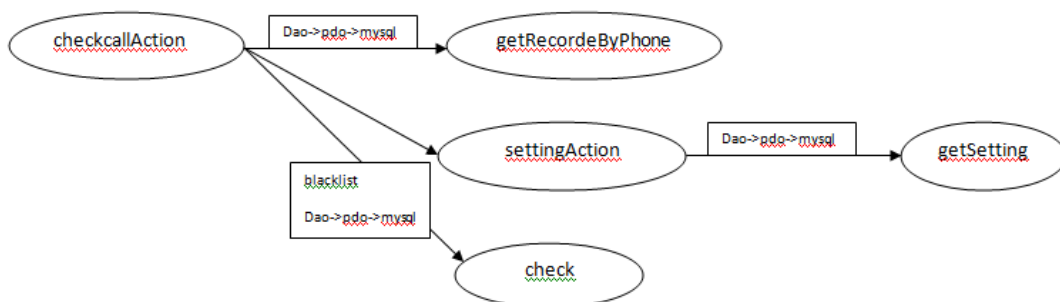 checkcallAction
Dao->pdo->mysql
getRecordeByPhone
settingAction
Dao->pdo->mysql
getSetting
blacklist
Dao->pdo->mysql
check